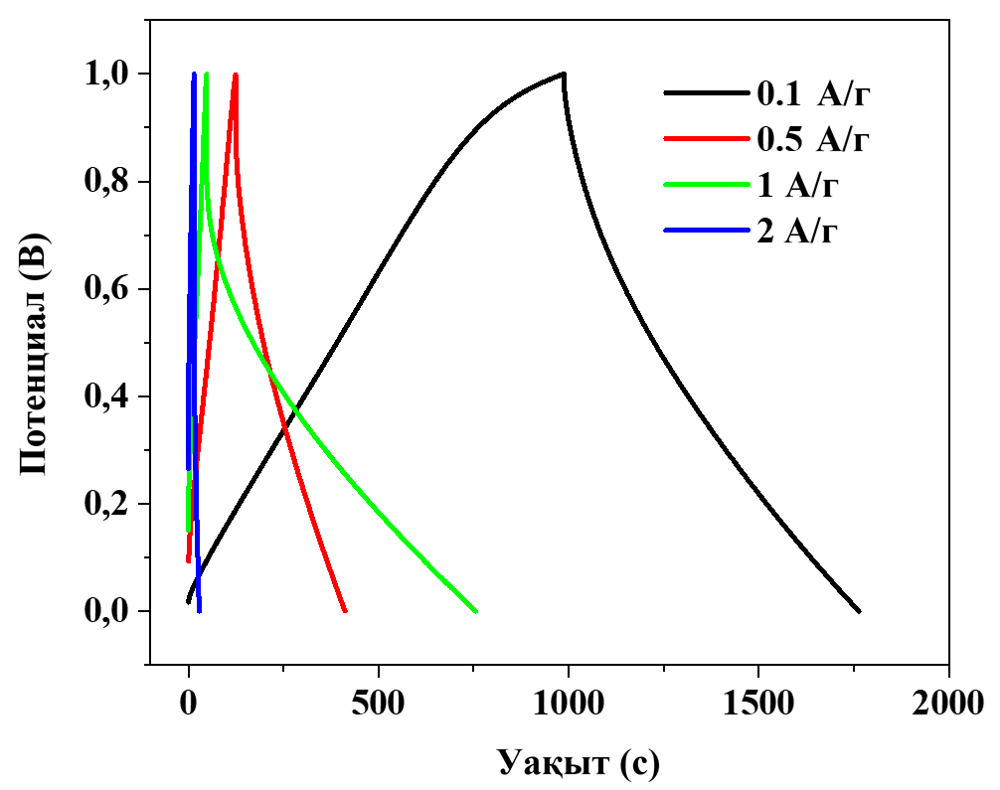 1,0
0,8
0,6
0,4
0,2
0,0
Потенциал (В)
0.1 А/г
0.5 А/г
1 А/г
2 А/г
0 500 1000 1500 2000
Уақыт (с)